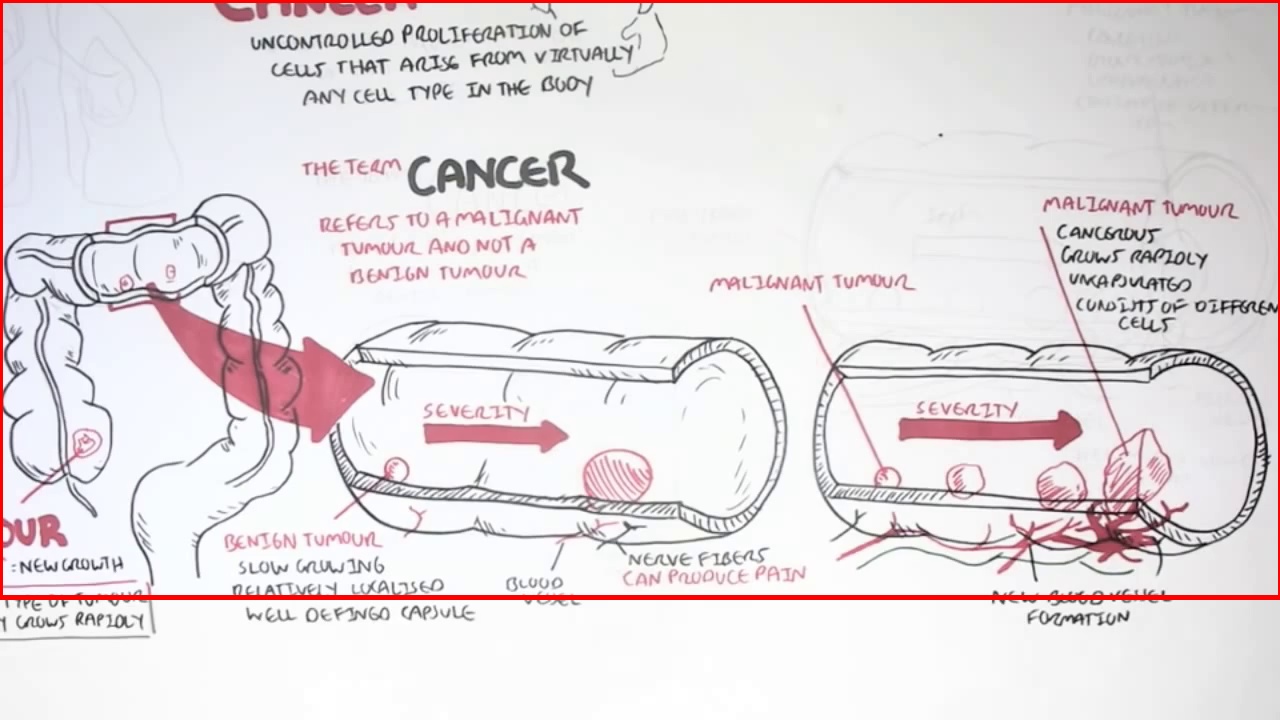 CANCER
UNCONTROLLED PROLIFERATION OF
CELLS THAT ARISE FROM VIRTUALLY
ANY CELL TYPE IN THE BODY
THE TERM CANCER
REFERS TO A MALIGNANT
TUMOUR AND NOT A
BENIGN TUMOUR
MALIGNANT TUMOUR
MALIGNANT TUMOUR
CANCEROUS
GROWS RAPIDLY
UNCAPSULATED
CONSISTS OF DIFFEREN
CELLS
SEVERITY
SEVERITY
OUR
= NEW GROWTH
TYPE OF TUMOUR
Y GROWS RAPIDLY
BENIGN TUMOUR
SLOW GROWING
RELATIVELY LOCALISED
WELL DEFINGD CAPSULE
BLOOD
VESSEL
NERVE FIBERS
CAN PRODUCE PAIN
NEW BLOOD VESSEL
FORMATION